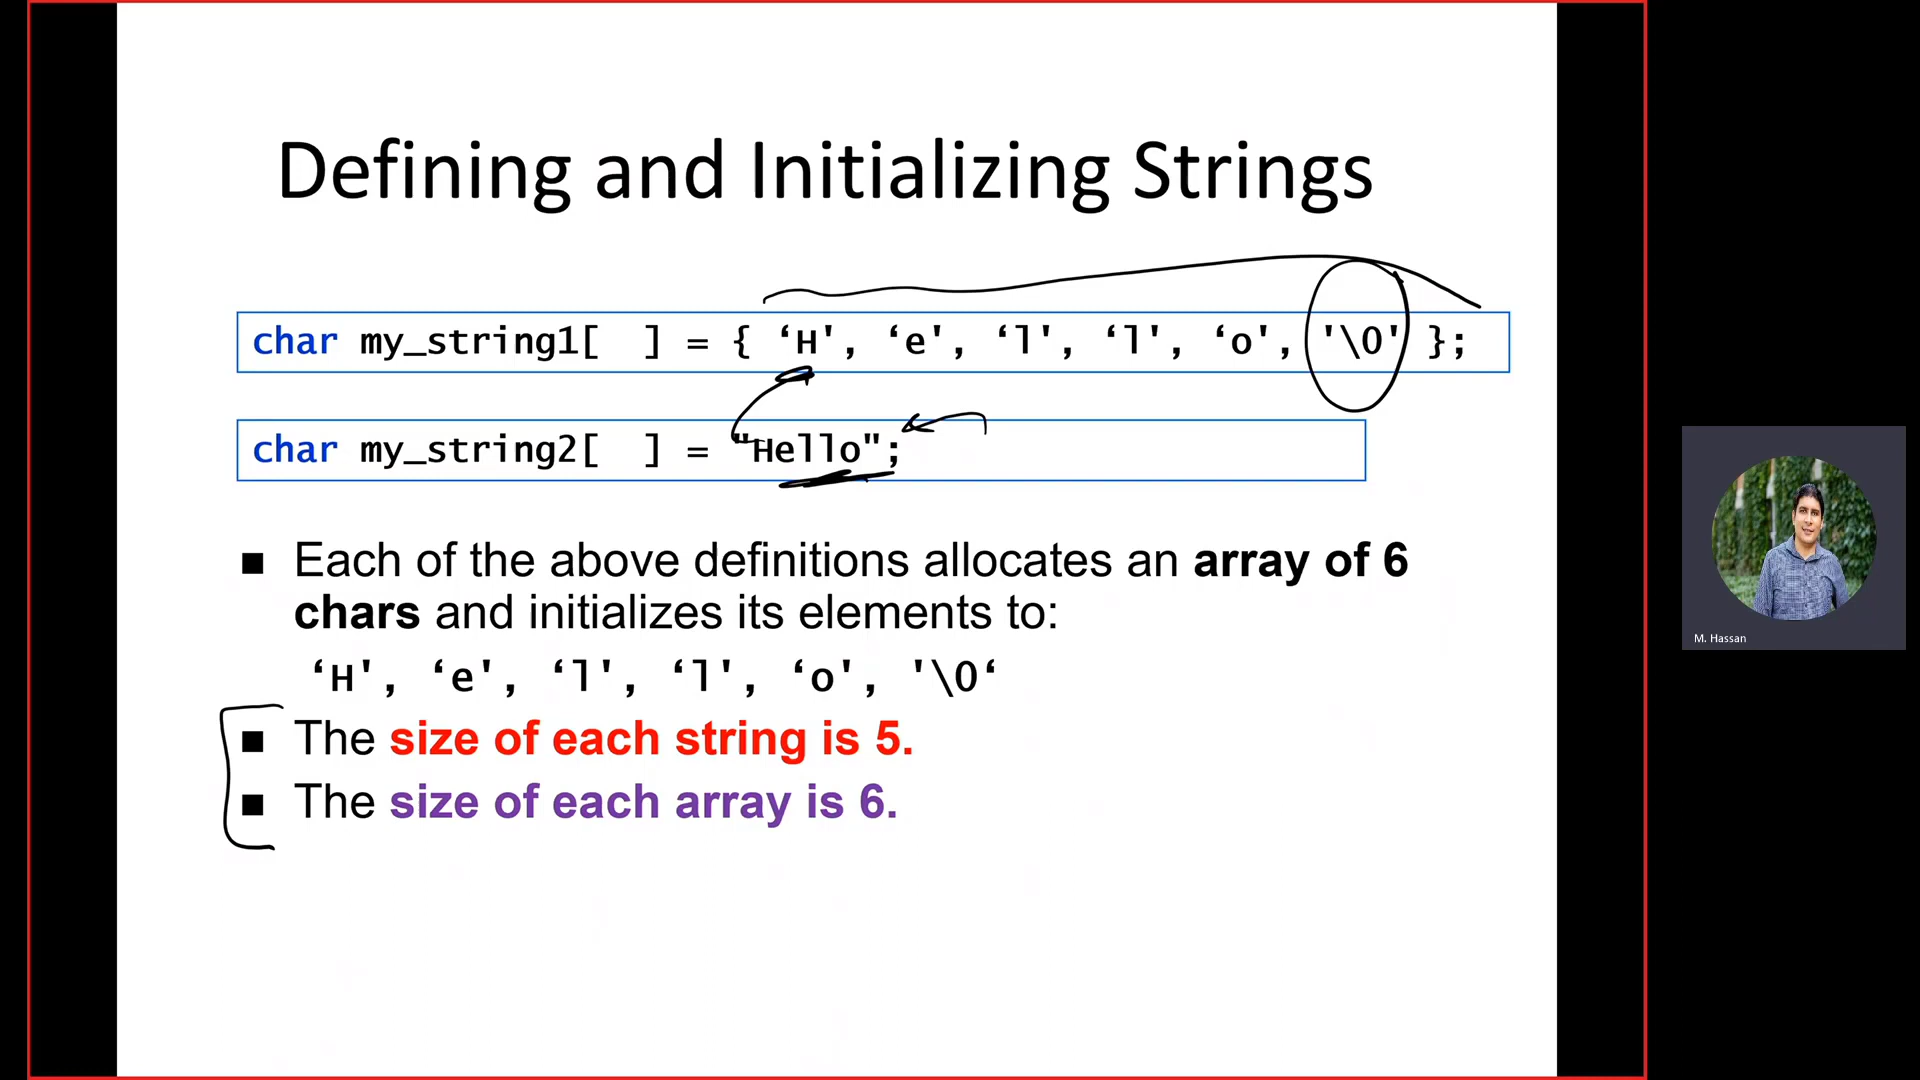 Defining and Initializing Strings
char my_string1[  ] = { ‘H', ‘e', ‘l', ‘l', ‘o', '\0' };
char my_string2[  ] = "Hello";
■ Each of the above definitions allocates an array of 6
chars and initializes its elements to:
‘H', ‘e', ‘l', ‘l', ‘o', '\0‘
■ The size of each string is 5.
■ The size of each array is 6.
M. Hassan